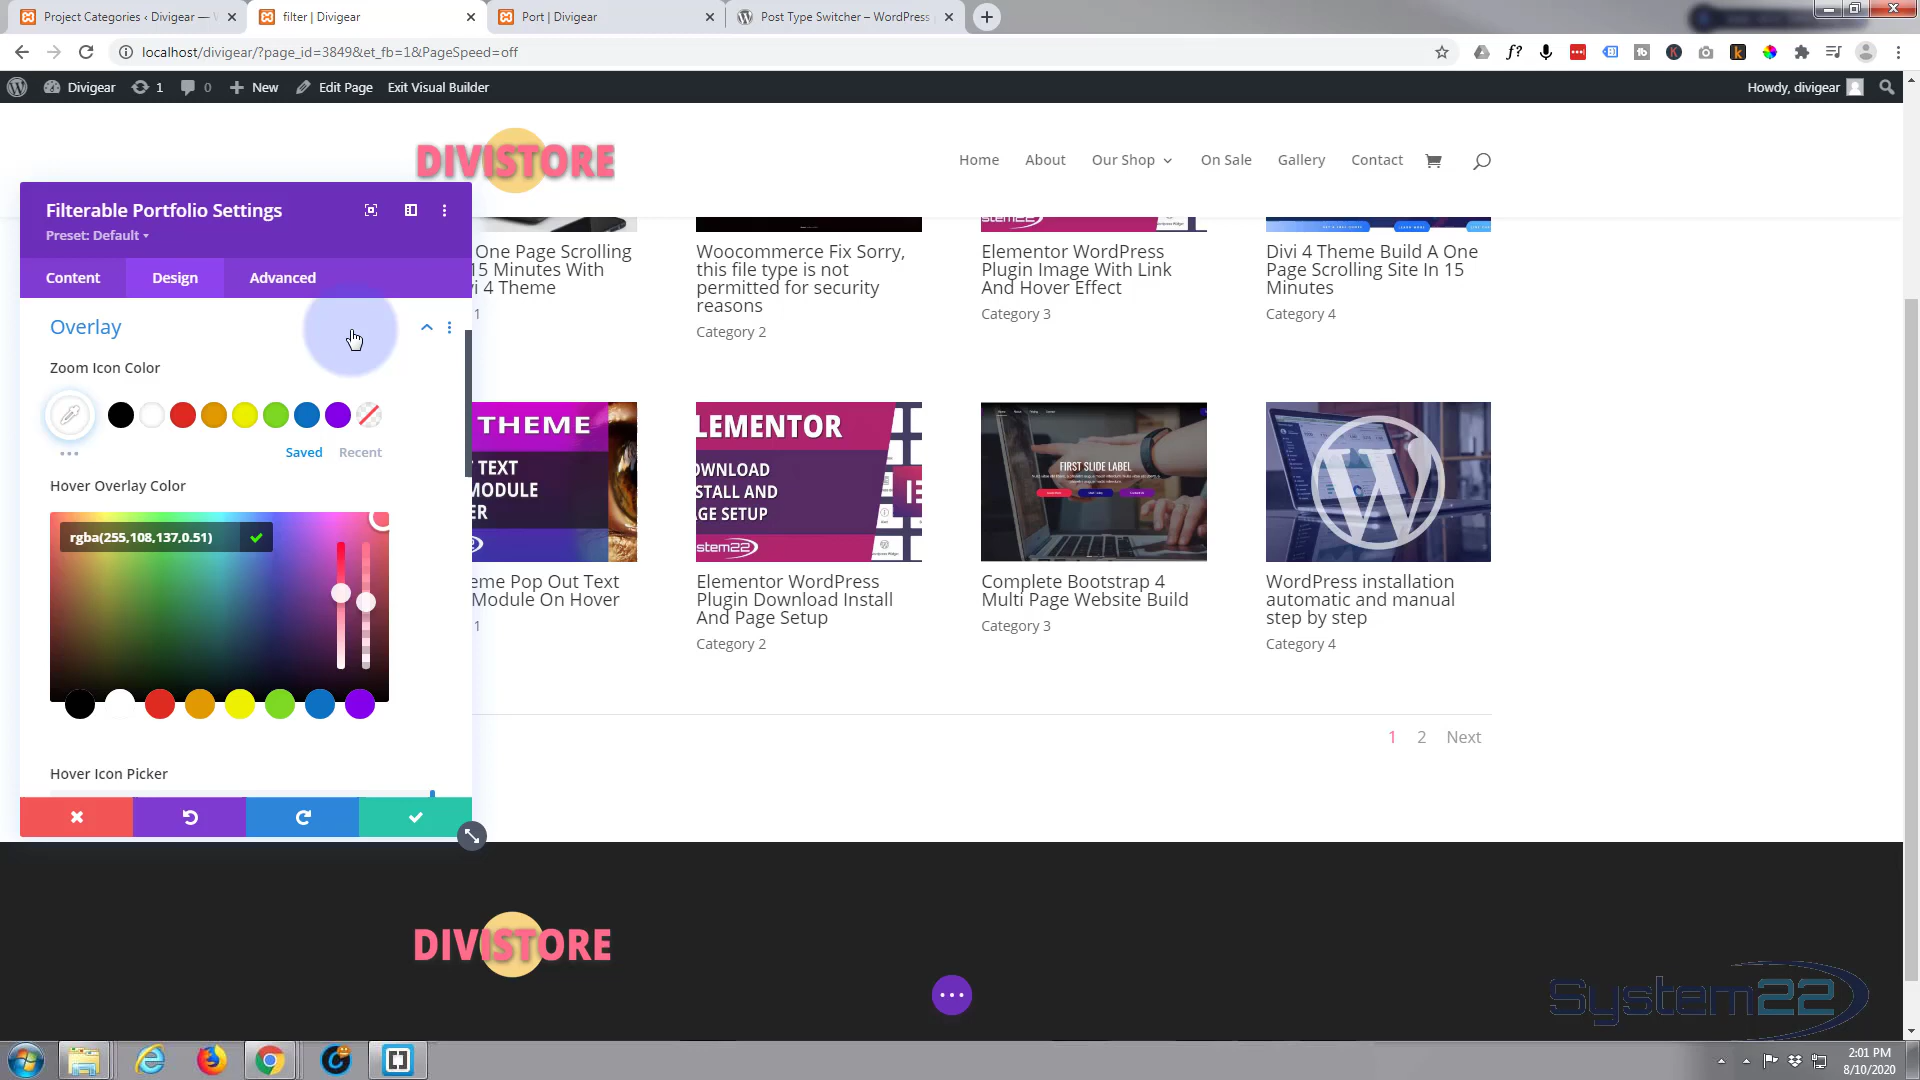 Project Categories ‹ Divigear — W
filter | Divigear
Port | Divigear
Post Type Switcher – WordPress
localhost/divigear/?page_id=3849&et_fb=1&PageSpeed=off
Divigear
1
0
New
Edit Page
Exit Visual Builder
Howdy, divigear
DIVISTORE
Home
About
Our Shop
On Sale
Gallery
Contact
Filterable Portfolio Settings
Preset: Default
Content
Design
Advanced
Overlay
Zoom Icon Color
Saved
Recent
Hover Overlay Color
rgba(255,108,137,0.51)
Hover Icon Picker
One Page Scrolling
15 Minutes With
i 4 Theme
1
Woocommerce Fix Sorry,
this file type is not
permitted for security
reasons
Category 2
Elementor WordPress
Plugin Image With Link
And Hover Effect
Category 3
Divi 4 Theme Build A One
Page Scrolling Site In 15
Minutes
Category 4
THEME
T TEXT
MODULE
ER
eme Pop Out Text
Module On Hover
1
LEMENTOR
OWNLOAD
STALL AND
AGE SETUP
stem22
Elementor WordPress
Plugin Download Install
And Page Setup
Category 2
FIRST SLIDE LABEL
Complete Bootstrap 4
Multi Page Website Build
Category 3
WordPress installation
automatic and manual
step by step
Category 4
1
2
Next
DIVISTORE
System22
2:01 PM
8/10/2020